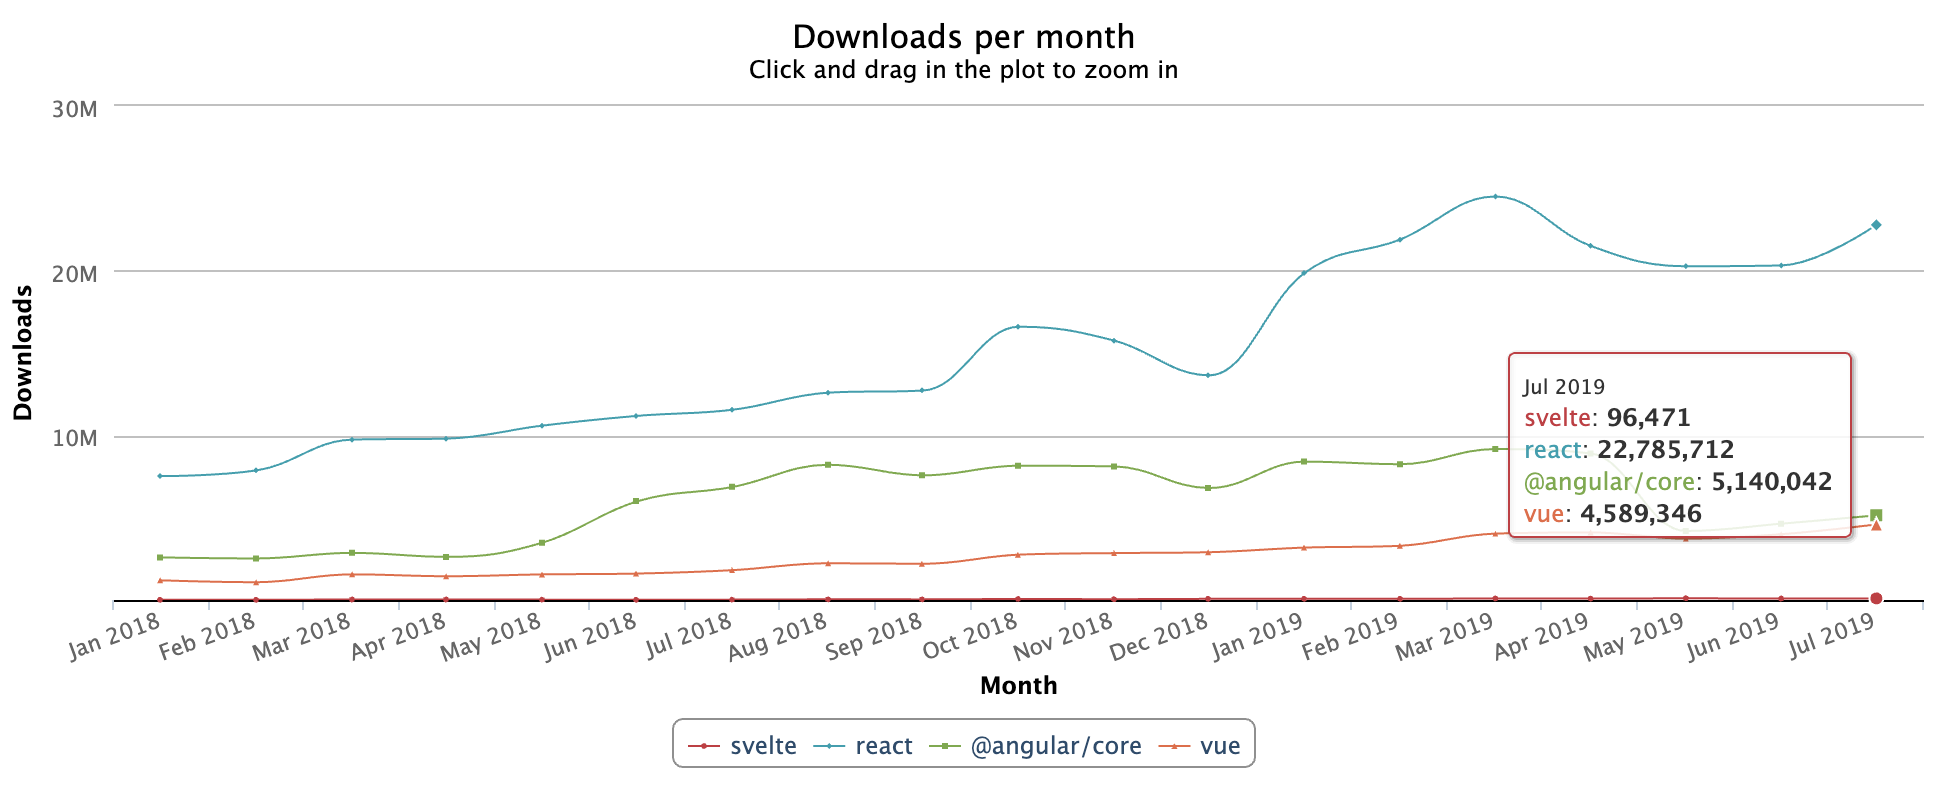 Downloads per month
Click and drag in the plot to zoom in
30M
20M
10M
Downloads
Jul 2019
svelte: 96,471
react: 22,785,712
@angular/core: 5,140,042
vue: 4,589,346
Jan 2018
Feb 2018
Mar 2018
Apr 2018
May 2018
Jun 2018
Jul 2018
Aug 2018
Sep 2018
Oct 2018
Nov 2018
Dec 2018
Jan 2019
Feb 2019
Mar 2019
Apr 2019
May 2019
Jun 2019
Jul 2019
Month
svelte react @angular/core vue